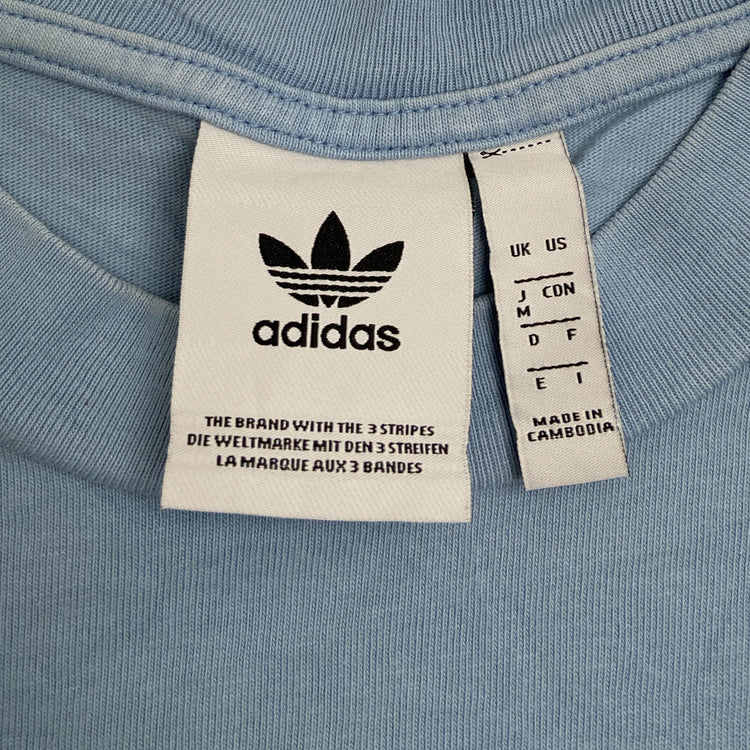 adidas
THE BRAND WITH THE 3 STRIPES
DIE WELTMARKE MIT DEN 3 STREIFEN
LA MARQUE AUX 3 BANDES
UK US
J CDN
M
D F
E I
MADE IN
CAMBODIA